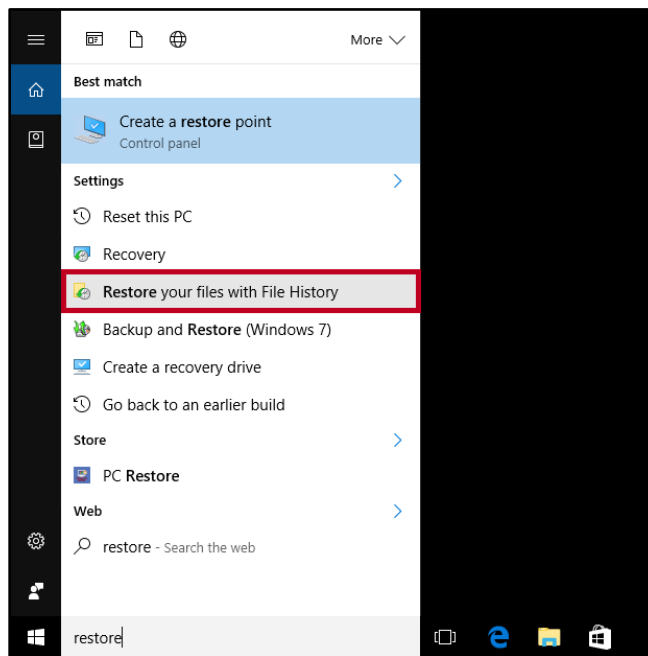 More
Best match
Create a restore point
Control panel
Settings
Reset this PC
Recovery
Restore your files with File History
Backup and Restore (Windows 7)
Create a recovery drive
Go back to an earlier build
Store
PC Restore
Web
restore - Search the web
restore